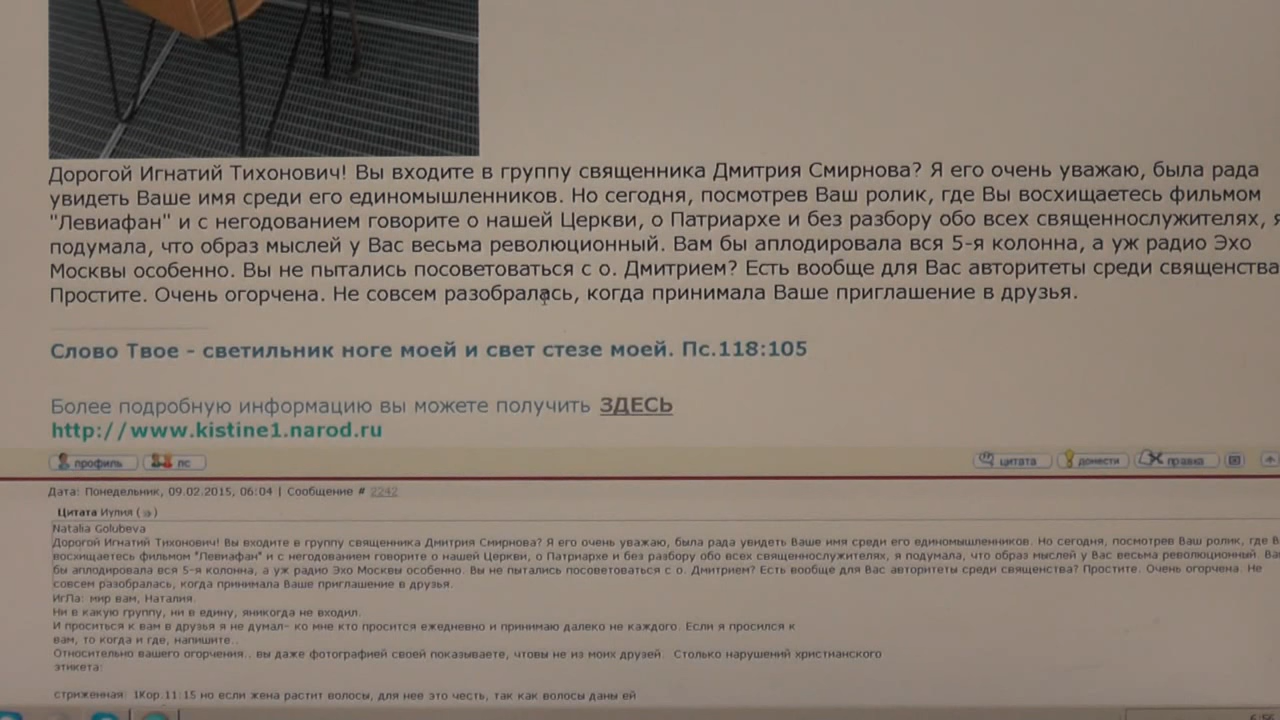 Дорогой Игнатий Тихонович! Вы входите в группу священника Дмитрия Смирнова? Я его очень уважаю, была рада
увидеть Ваше имя среди его единомышленников. Но сегодня, посмотрев Ваш ролик, где Вы восхищаетесь фильмом
"Левиафан" и с негодованием говорите о нашей Церкви, о Патриархе и без разбору обо всех священнослужителях, я
подумала, что образ мыслей у Вас весьма революционный. Вам бы аплодировала вся 5-я колонна, а уж радио Эхо
Москвы особенно. Вы не пытались посоветоваться с о. Дмитрием? Есть вообще для Вас авторитеты среди священства
Простите. Очень огорчена. Не совсем разобралась, когда принимала Ваше приглашение в друзья.
Слово Твое - светильник ноге моей и свет стезе моей. Пс.118:105
Более подробную информацию вы можете получить ЗДЕСЬ
http://www.kistine1.narod.ru
профиль пс цитата донести правка
Дата: Понедельник, 09.02.2015, 06:04 | Сообщение # 2242
Цитата Иулия ( )
Natalia Golubeva
Дорогой Игнатий Тихонович! Вы входите в группу священника Дмитрия Смирнова? Я его очень уважаю, была рада увидеть Ваше имя среди его единомышленников. Но сегодня, посмотрев Ваш ролик, где В
восхищаетесь фильмом "Левиафан" и с негодованием говорите о нашей Церкви, о Патриархе и без разбору обо всех священнослужителях, я подумала, что образ мыслей у Вас весьма революционный. Ва
бы аплодировала вся 5-я колонна, а уж радио Эхо Москвы особенно. Вы не пытались посоветоваться с о. Дмитрием? Есть вообще для Вас авторитеты среди священства? Простите. Очень огорчена. Не
совсем разобралась, когда принимала Ваше приглашение в друзья.
ИгЛа: мир вам, Наталия.
Ни в какую группу, ни в едину, яникогда не входил.
И проситься к вам в друзья я не думал- ко мне кто просится ежедневно и принимаю далеко не каждого. Если я просился к
вам, то когда и где, напишите..
Относительно вашего огорчения.. вы даже фотографией своей показываете, чтовы не из моих друзей. Столько нарушений христианского
этикета:
стриженная: 1Кор.11:15 но если жена растит волосы, для нее это честь, так как волосы даны ей